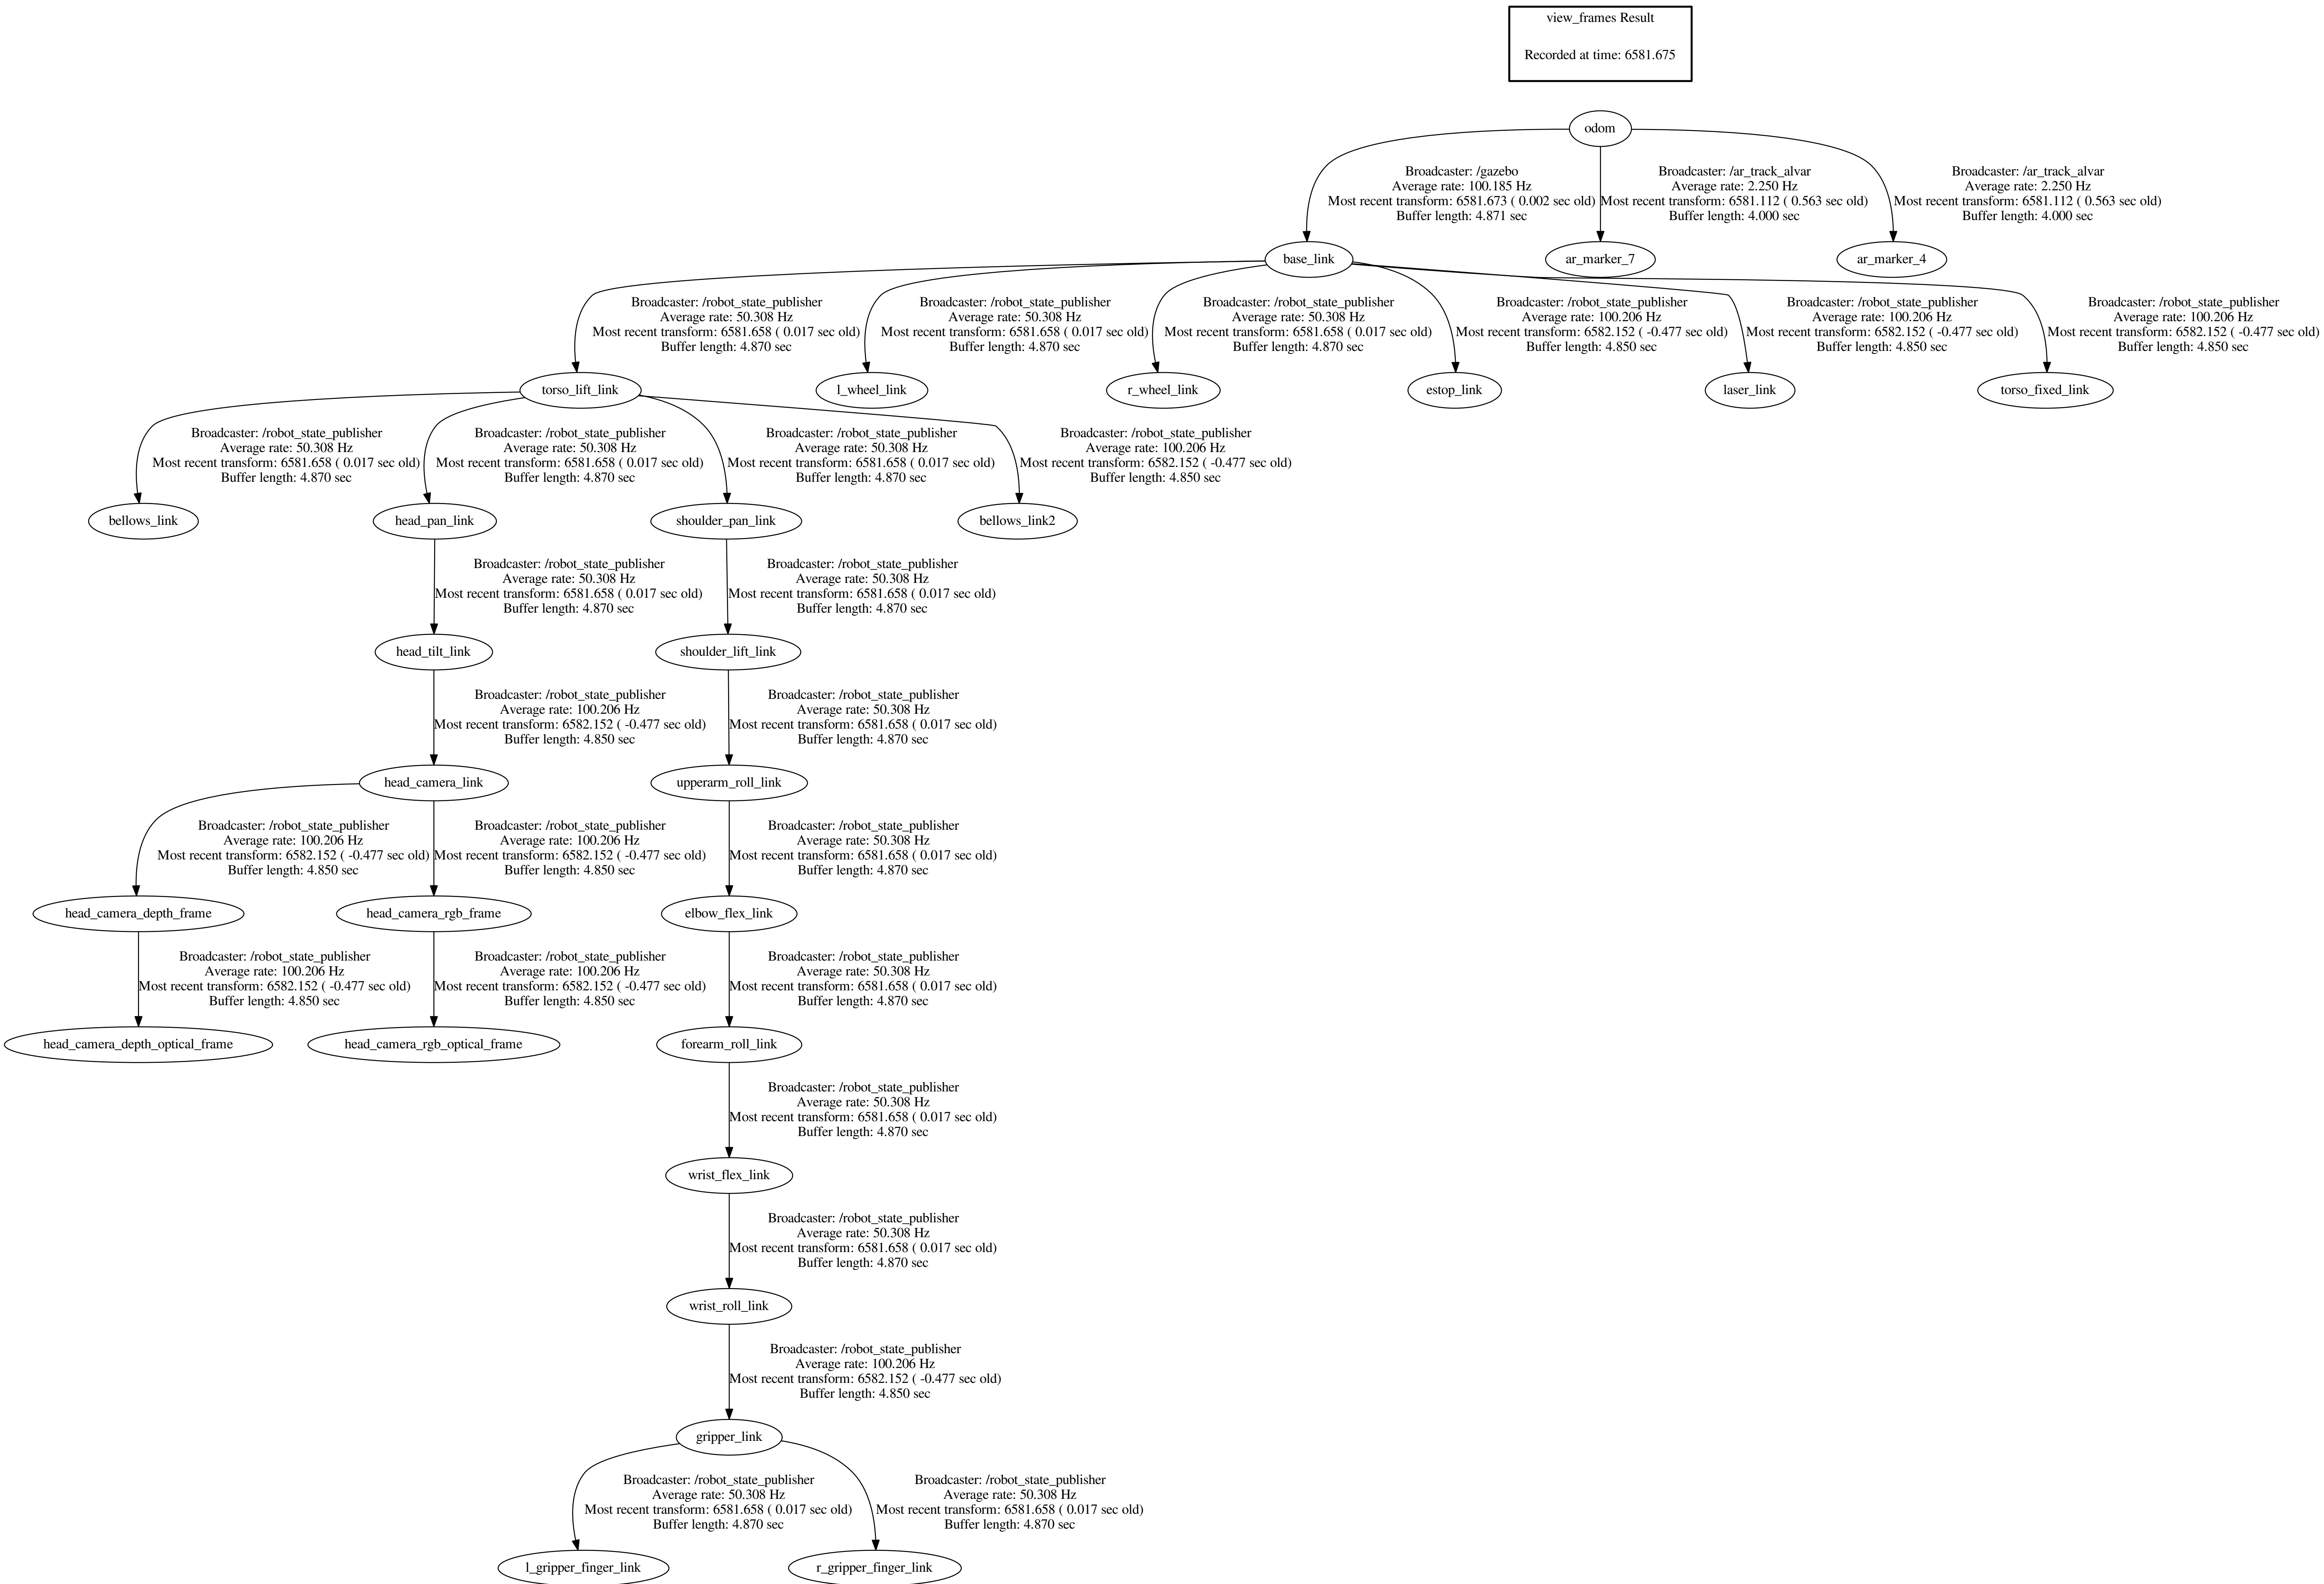 view_frames Result
Recorded at time: 6581.675
odom
Broadcaster: /gazebo
Average rate: 100.185 Hz
Most recent transform: 6581.673 ( 0.002 sec old)
Buffer length: 4.871 sec
Broadcaster: /ar_track_alvar
Average rate: 2.250 Hz
Most recent transform: 6581.112 ( 0.563 sec old)
Buffer length: 4.000 sec
Broadcaster: /ar_track_alvar
Average rate: 2.250 Hz
Most recent transform: 6581.112 ( 0.563 sec old)
Buffer length: 4.000 sec
base_link
ar_marker_7
ar_marker_4
Broadcaster: /robot_state_publisher
Average rate: 50.308 Hz
Most recent transform: 6581.658 ( 0.017 sec old)
Buffer length: 4.870 sec
Broadcaster: /robot_state_publisher
Average rate: 50.308 Hz
Most recent transform: 6581.658 ( 0.017 sec old)
Buffer length: 4.870 sec
Broadcaster: /robot_state_publisher
Average rate: 50.308 Hz
Most recent transform: 6581.658 ( 0.017 sec old)
Buffer length: 4.870 sec
Broadcaster: /robot_state_publisher
Average rate: 100.206 Hz
Most recent transform: 6582.152 ( -0.477 sec old)
Buffer length: 4.850 sec
Broadcaster: /robot_state_publisher
Average rate: 100.206 Hz
Most recent transform: 6582.152 ( -0.477 sec old)
Buffer length: 4.850 sec
Broadcaster: /robot_state_publisher
Average rate: 100.206 Hz
Most recent transform: 6582.152 ( -0.477 sec old)
Buffer length: 4.850 sec
torso_lift_link
l_wheel_link
r_wheel_link
estop_link
laser_link
torso_fixed_link
Broadcaster: /robot_state_publisher
Average rate: 50.308 Hz
Most recent transform: 6581.658 ( 0.017 sec old)
Buffer length: 4.870 sec
Broadcaster: /robot_state_publisher
Average rate: 50.308 Hz
Most recent transform: 6581.658 ( 0.017 sec old)
Buffer length: 4.870 sec
Broadcaster: /robot_state_publisher
Average rate: 50.308 Hz
Most recent transform: 6581.658 ( 0.017 sec old)
Buffer length: 4.870 sec
Broadcaster: /robot_state_publisher
Average rate: 100.206 Hz
Most recent transform: 6582.152 ( -0.477 sec old)
Buffer length: 4.850 sec
bellows_link
head_pan_link
shoulder_pan_link
bellows_link2
Broadcaster: /robot_state_publisher
Average rate: 50.308 Hz
Most recent transform: 6581.658 ( 0.017 sec old)
Buffer length: 4.870 sec
Broadcaster: /robot_state_publisher
Average rate: 50.308 Hz
Most recent transform: 6581.658 ( 0.017 sec old)
Buffer length: 4.870 sec
head_tilt_link
shoulder_lift_link
Broadcaster: /robot_state_publisher
Average rate: 100.206 Hz
Most recent transform: 6582.152 ( -0.477 sec old)
Buffer length: 4.850 sec
Broadcaster: /robot_state_publisher
Average rate: 50.308 Hz
Most recent transform: 6581.658 ( 0.017 sec old)
Buffer length: 4.870 sec
head_camera_link
upperarm_roll_link
Broadcaster: /robot_state_publisher
Average rate: 100.206 Hz
Most recent transform: 6582.152 ( -0.477 sec old)
Buffer length: 4.850 sec
Broadcaster: /robot_state_publisher
Average rate: 100.206 Hz
Most recent transform: 6582.152 ( -0.477 sec old)
Buffer length: 4.850 sec
Broadcaster: /robot_state_publisher
Average rate: 50.308 Hz
Most recent transform: 6581.658 ( 0.017 sec old)
Buffer length: 4.870 sec
head_camera_depth_frame
head_camera_rgb_frame
elbow_flex_link
Broadcaster: /robot_state_publisher
Average rate: 100.206 Hz
Most recent transform: 6582.152 ( -0.477 sec old)
Buffer length: 4.850 sec
Broadcaster: /robot_state_publisher
Average rate: 100.206 Hz
Most recent transform: 6582.152 ( -0.477 sec old)
Buffer length: 4.850 sec
Broadcaster: /robot_state_publisher
Average rate: 50.308 Hz
Most recent transform: 6581.658 ( 0.017 sec old)
Buffer length: 4.870 sec
head_camera_depth_optical_frame
head_camera_rgb_optical_frame
forearm_roll_link
Broadcaster: /robot_state_publisher
Average rate: 50.308 Hz
Most recent transform: 6581.658 ( 0.017 sec old)
Buffer length: 4.870 sec
wrist_flex_link
Broadcaster: /robot_state_publisher
Average rate: 50.308 Hz
Most recent transform: 6581.658 ( 0.017 sec old)
Buffer length: 4.870 sec
wrist_roll_link
Broadcaster: /robot_state_publisher
Average rate: 100.206 Hz
Most recent transform: 6582.152 ( -0.477 sec old)
Buffer length: 4.850 sec
gripper_link
Broadcaster: /robot_state_publisher
Average rate: 50.308 Hz
Most recent transform: 6581.658 ( 0.017 sec old)
Buffer length: 4.870 sec
Broadcaster: /robot_state_publisher
Average rate: 50.308 Hz
Most recent transform: 6581.658 ( 0.017 sec old)
Buffer length: 4.870 sec
l_gripper_finger_link
r_gripper_finger_link